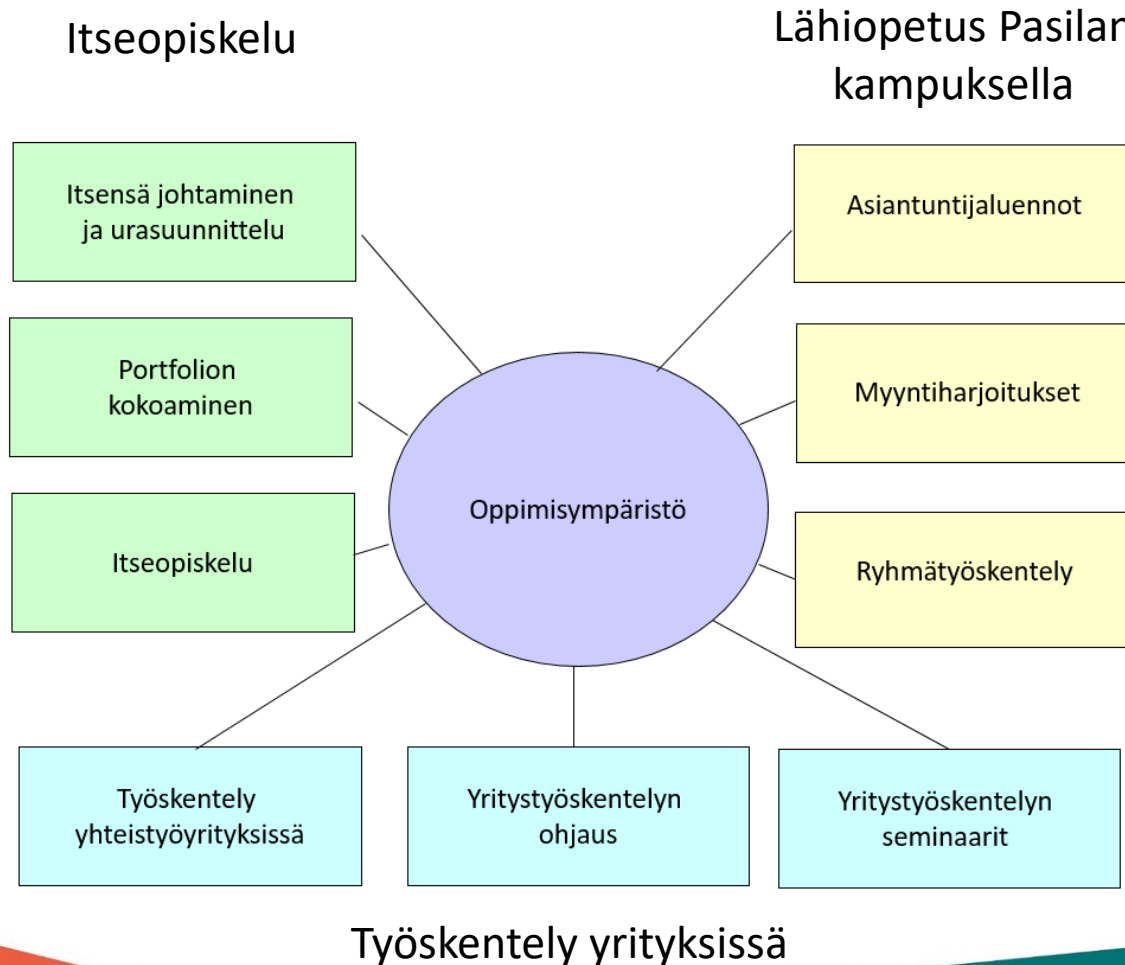 Itseopiskelu
Lähiopetus Pasilan
kampuksella
Itsensä johtaminen
ja urasuunnittelu
Asiantuntijaluennot
Portfolion
kokoaminen
Myyntiharjoitukset
Oppimisympäristö
Itseopiskelu
Ryhmätyöskentely
Työskentely
yhteistyöyrityksissä
Yritystyöskentelyn
ohjaus
Yritystyöskentelyn
seminaarit
Työskentely yrityksissä